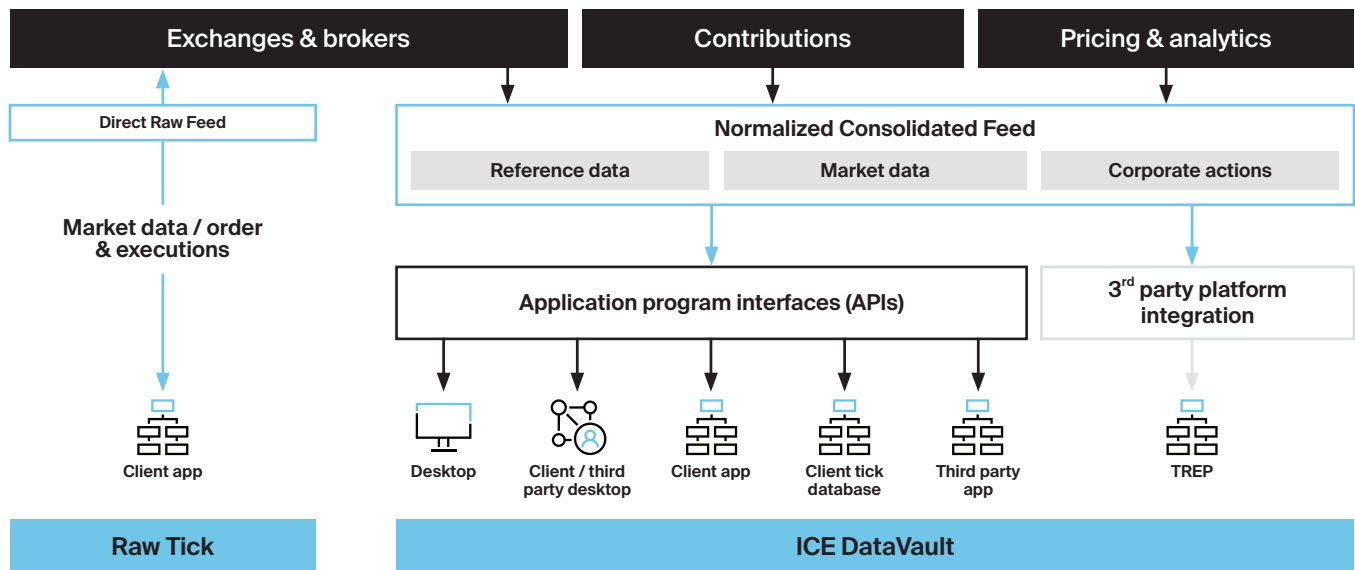 Exchanges & brokers
Contributions
Pricing & analytics
Direct Raw Feed
Normalized Consolidated Feed
Reference data
Market data
Corporate actions
Market data / order
& executions
Application program interfaces (APIs)
3rd party platform
integration
Client app
Desktop
Client / third
party desktop
Client app
Client tick
database
Third party
app
TREP
Raw Tick
ICE DataVault